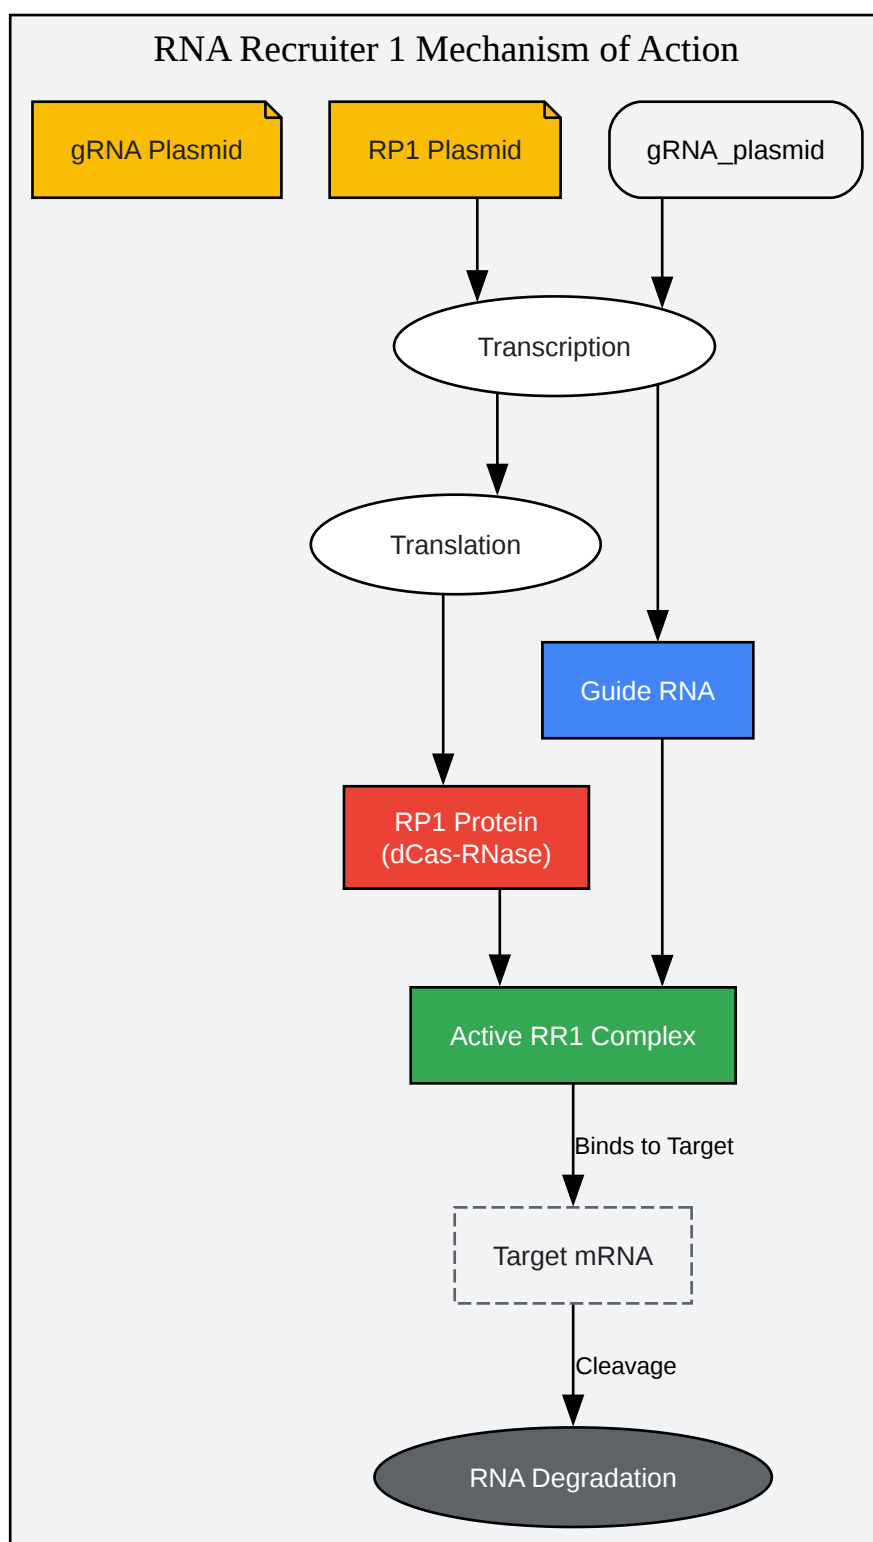 RNA Recruiter 1 Mechanism of Action
gRNA Plasmid
RP1 Plasmid
gRNA_plasmid
Transcription
Translation
Guide RNA
RP1 Protein
(dCas-RNase)
Active RR1 Complex
Binds to Target
Target mRNA
Cleavage
RNA Degradation